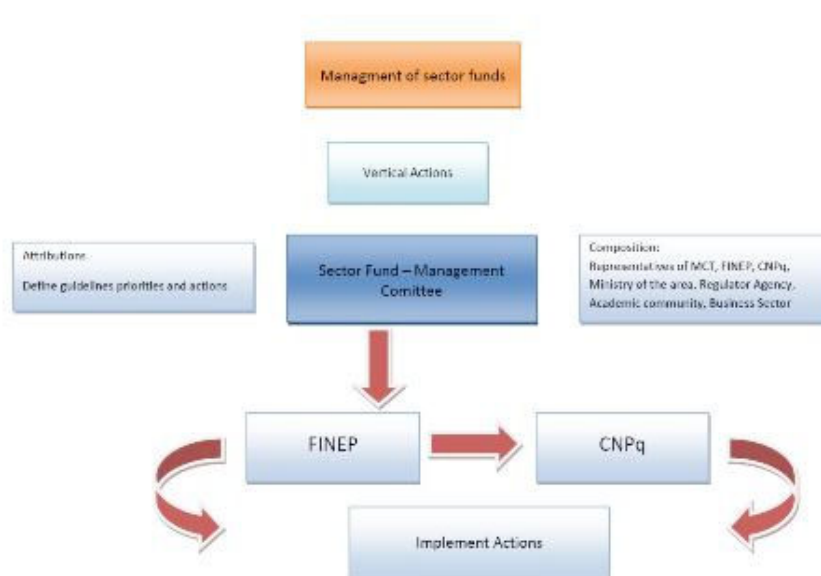 Managment of sector funds
Vertical Actions
Attributions
Define guidelines priorities and actions
Sector Fund – Management
Comittee
Composition:
Representatives of MCT, FINEP, CNPq,
Ministry of the area, Regulator Agency,
Academic community, Business Sector
FINEP
CNPq
Implement Actions